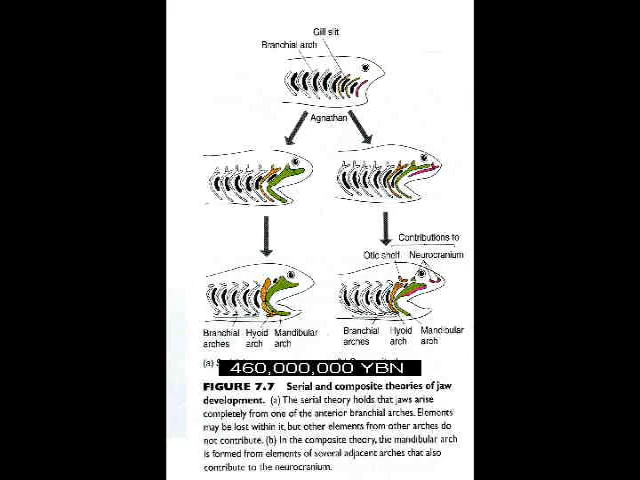 Gill slit
Branchial arch
Agnathan
Contributions to
Otic shelf Neurocranium
Branchial arches Hyoid arch Mandibular arch
Branchial arches Hyoid arch Mandibular arch
(a)
460,000,000 YBN
FIGURE 7.7 Serial and composite theories of jaw
development. (a) The serial theory holds that jaws arise
completely from one of the anterior branchial arches. Elements
may be lost within it, but other elements from other arches do
not contribute. (b) In the composite theory, the mandibular arch
is formed from elements of several adjacent arches that also
contribute to the neurocranium.